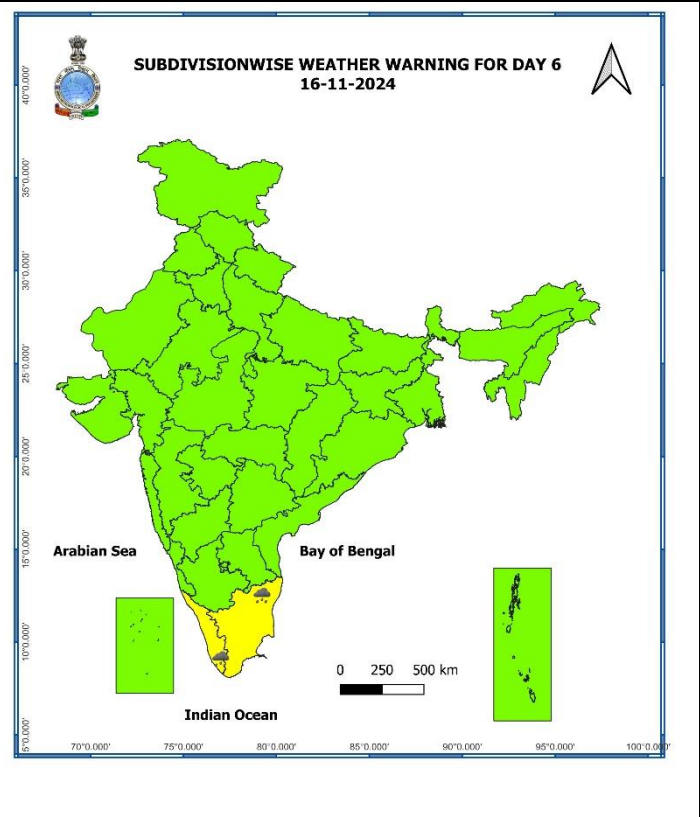 SUBDIVISIONWISE WEATHER WARNING FOR DAY 6
16-11-2024
40°0.000'
35°0.000'
30°0.000'
25°0.000'
20°0.000'
15°0.000'
10°0.000'
5°0.000'
Arabian Sea
Bay of Bengal
0 250 500 km
Indian Ocean
70°0.000' 75°0.000' 80°0.000' 85°0.000' 90°0.000' 95°0.000' 100°0.000'